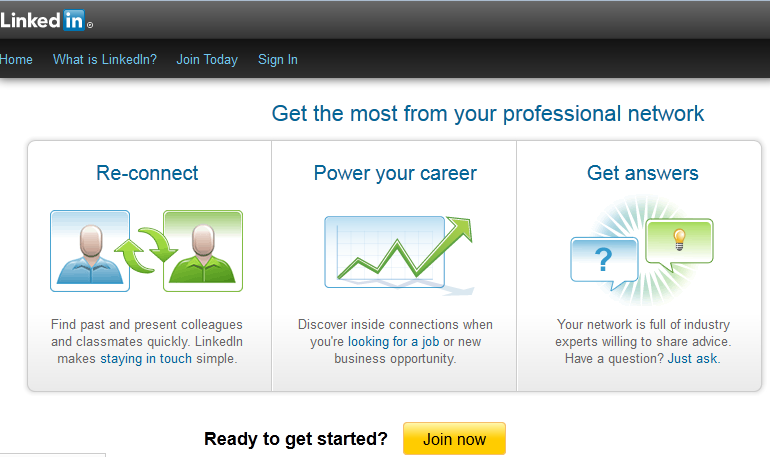 Linked in®
Home What is LinkedIn? Join Today Sign In
Get the most from your professional network
Re-connect
Find past and present colleagues
and classmates quickly. LinkedIn
makes staying in touch simple.
Power your career
Discover inside connections when
you're looking for a job or new
business opportunity.
Get answers
?
Your network is full of industry
experts willing to share advice.
Have a question? Just ask.
Ready to get started? Join now